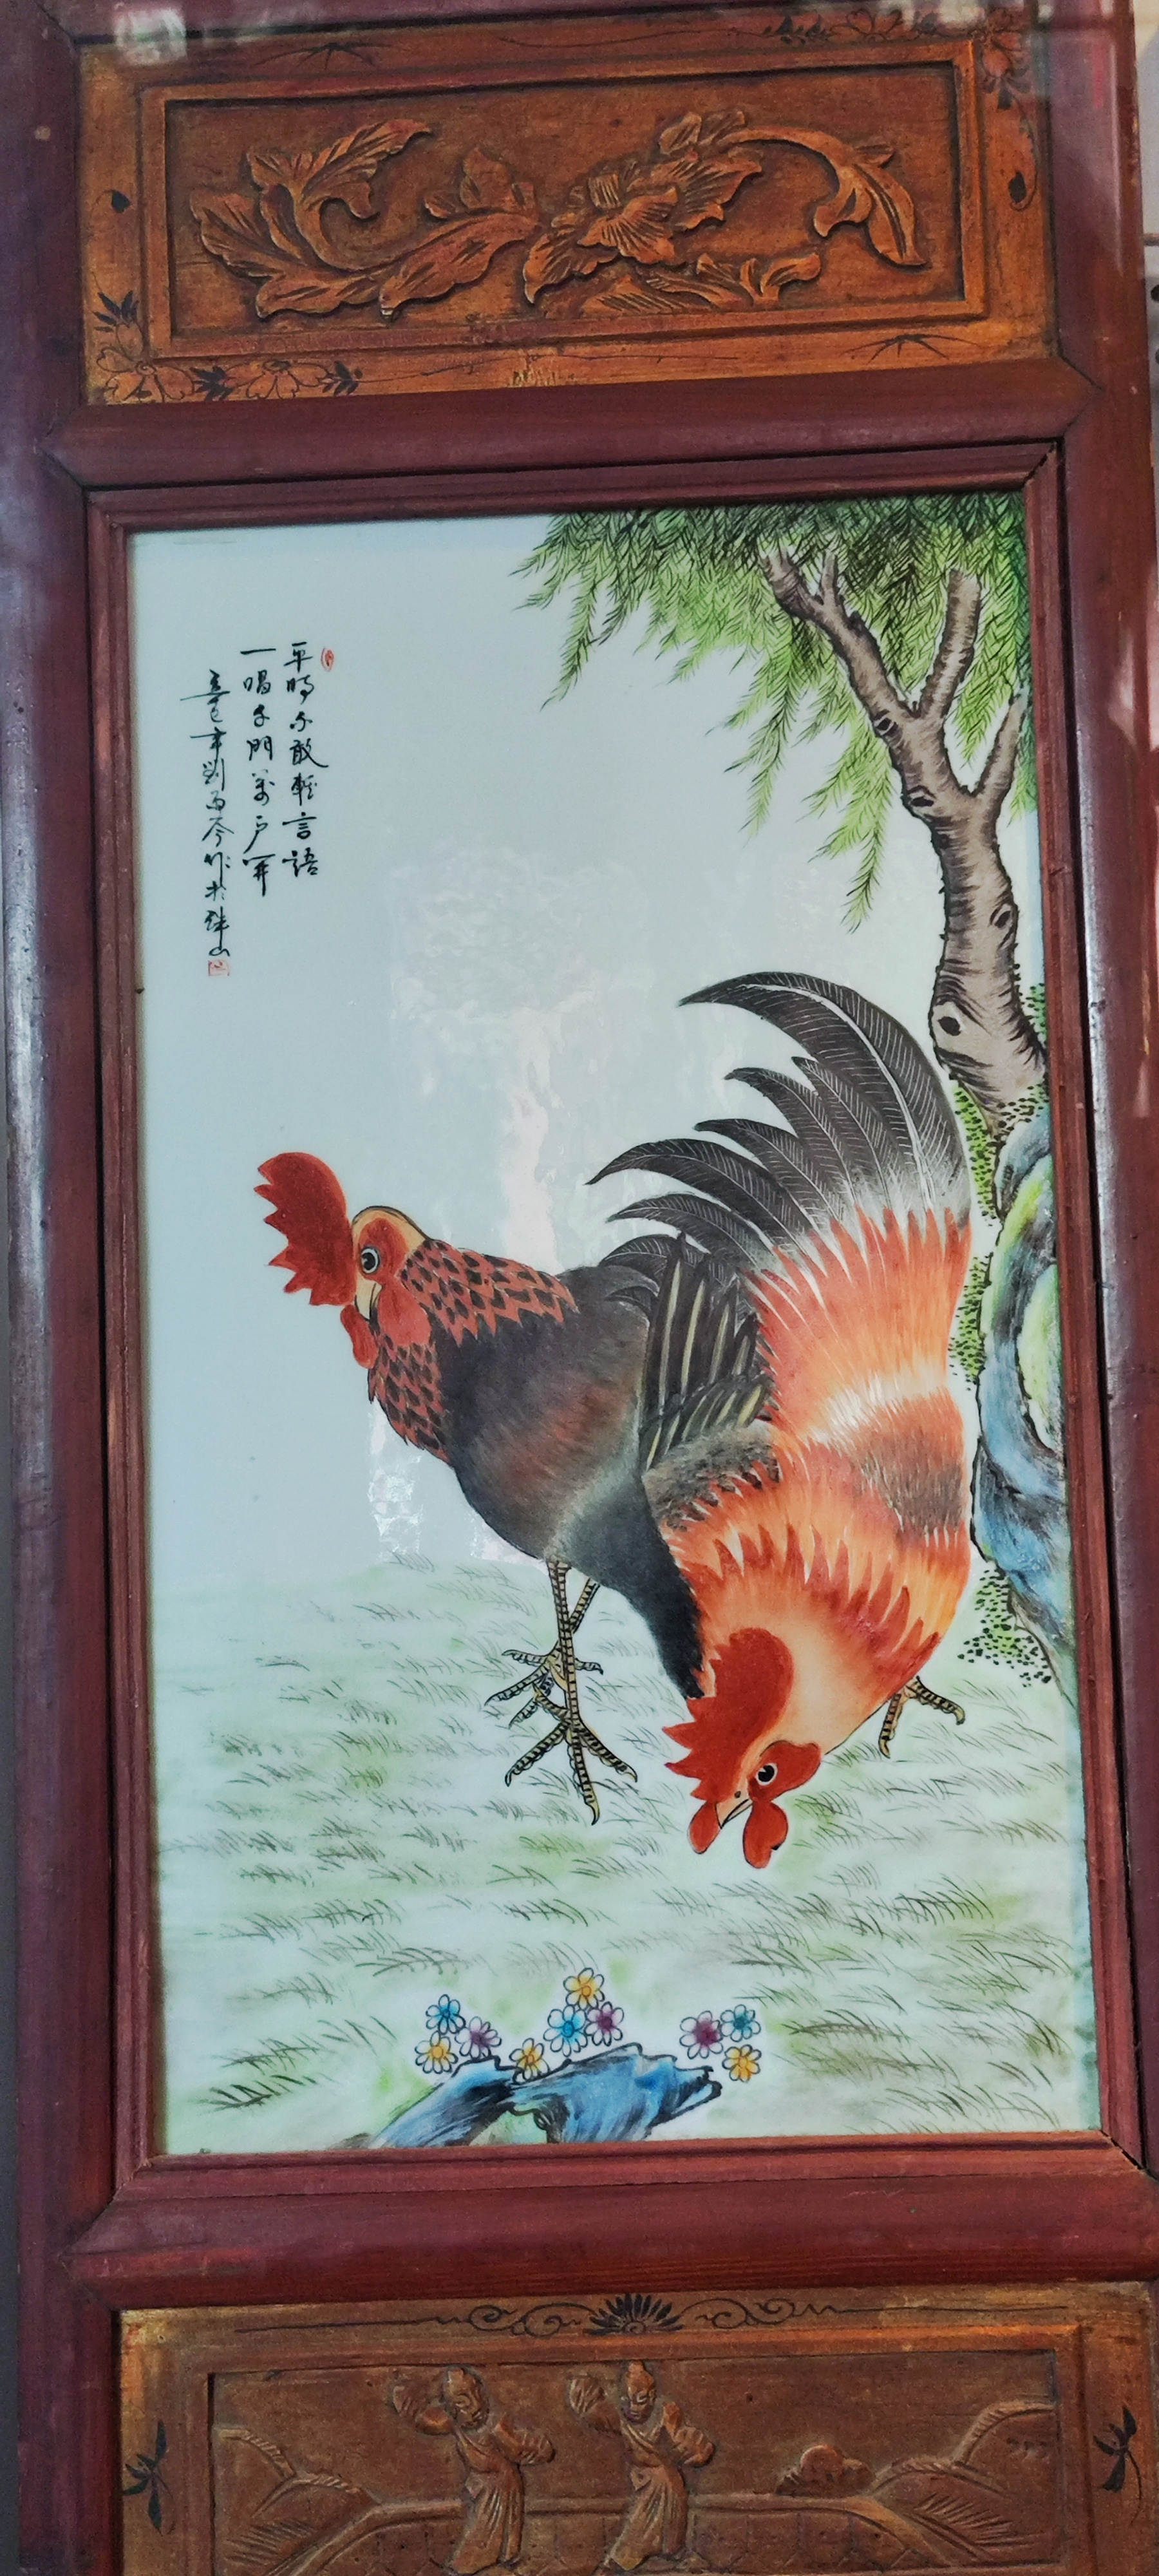 平時不敢輕言語
一唱千門萬戶開
辛巳年劉雨岑作於珠山